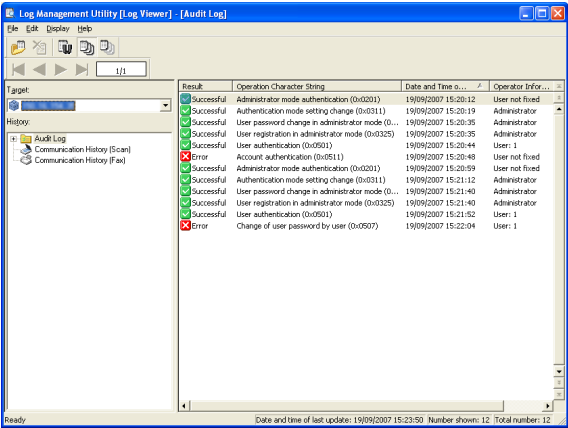 Log Management Utility [Log Viewer] - [Audit Log]
File Edit Display Help
1/1
Target:
History:
Audit Log
Communication History (Scan)
Communication History (Fax)
Result Operation Character String Date and Time o... Operator Infor...
Successful Administrator mode authentication (0x0201) 19/09/2007 15:20:12 User not fixed
Successful Authentication mode setting change (0x0311) 19/09/2007 15:20:19 Administrator
Successful User password change in administrator mode (0... 19/09/2007 15:20:35 Administrator
Successful User registration in administrator mode (0x0325) 19/09/2007 15:20:35 Administrator
Successful User authentication (0x0501) 19/09/2007 15:20:44 User: 1
Error Account authentication (0x0511) 19/09/2007 15:20:48 User not fixed
Successful Administrator mode authentication (0x0201) 19/09/2007 15:20:59 User not fixed
Successful Authentication mode setting change (0x0311) 19/09/2007 15:21:12 Administrator
Successful User password change in administrator mode (0... 19/09/2007 15:21:40 Administrator
Successful User registration in administrator mode (0x0325) 19/09/2007 15:21:40 Administrator
Successful User authentication (0x0501) 19/09/2007 15:21:52 User: 1
Error Change of user password by user (0x0507) 19/09/2007 15:22:04 User: 1
Ready Date and time of last update: 19/09/2007 15:23:50 Number shown: 12 Total number: 12